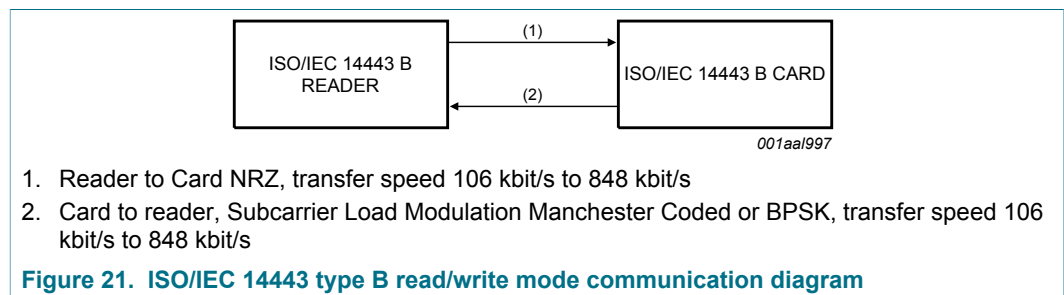 (1)
ISO/IEC 14443 B
READER
ISO/IEC 14443 B CARD
(2)
001aal997
1. Reader to Card NRZ, transfer speed 106 kbit/s to 848 kbit/s
2. Card to reader, Subcarrier Load Modulation Manchester Coded or BPSK, transfer speed 106
kbit/s to 848 kbit/s
Figure 21. ISO/IEC 14443 type B read/write mode communication diagram